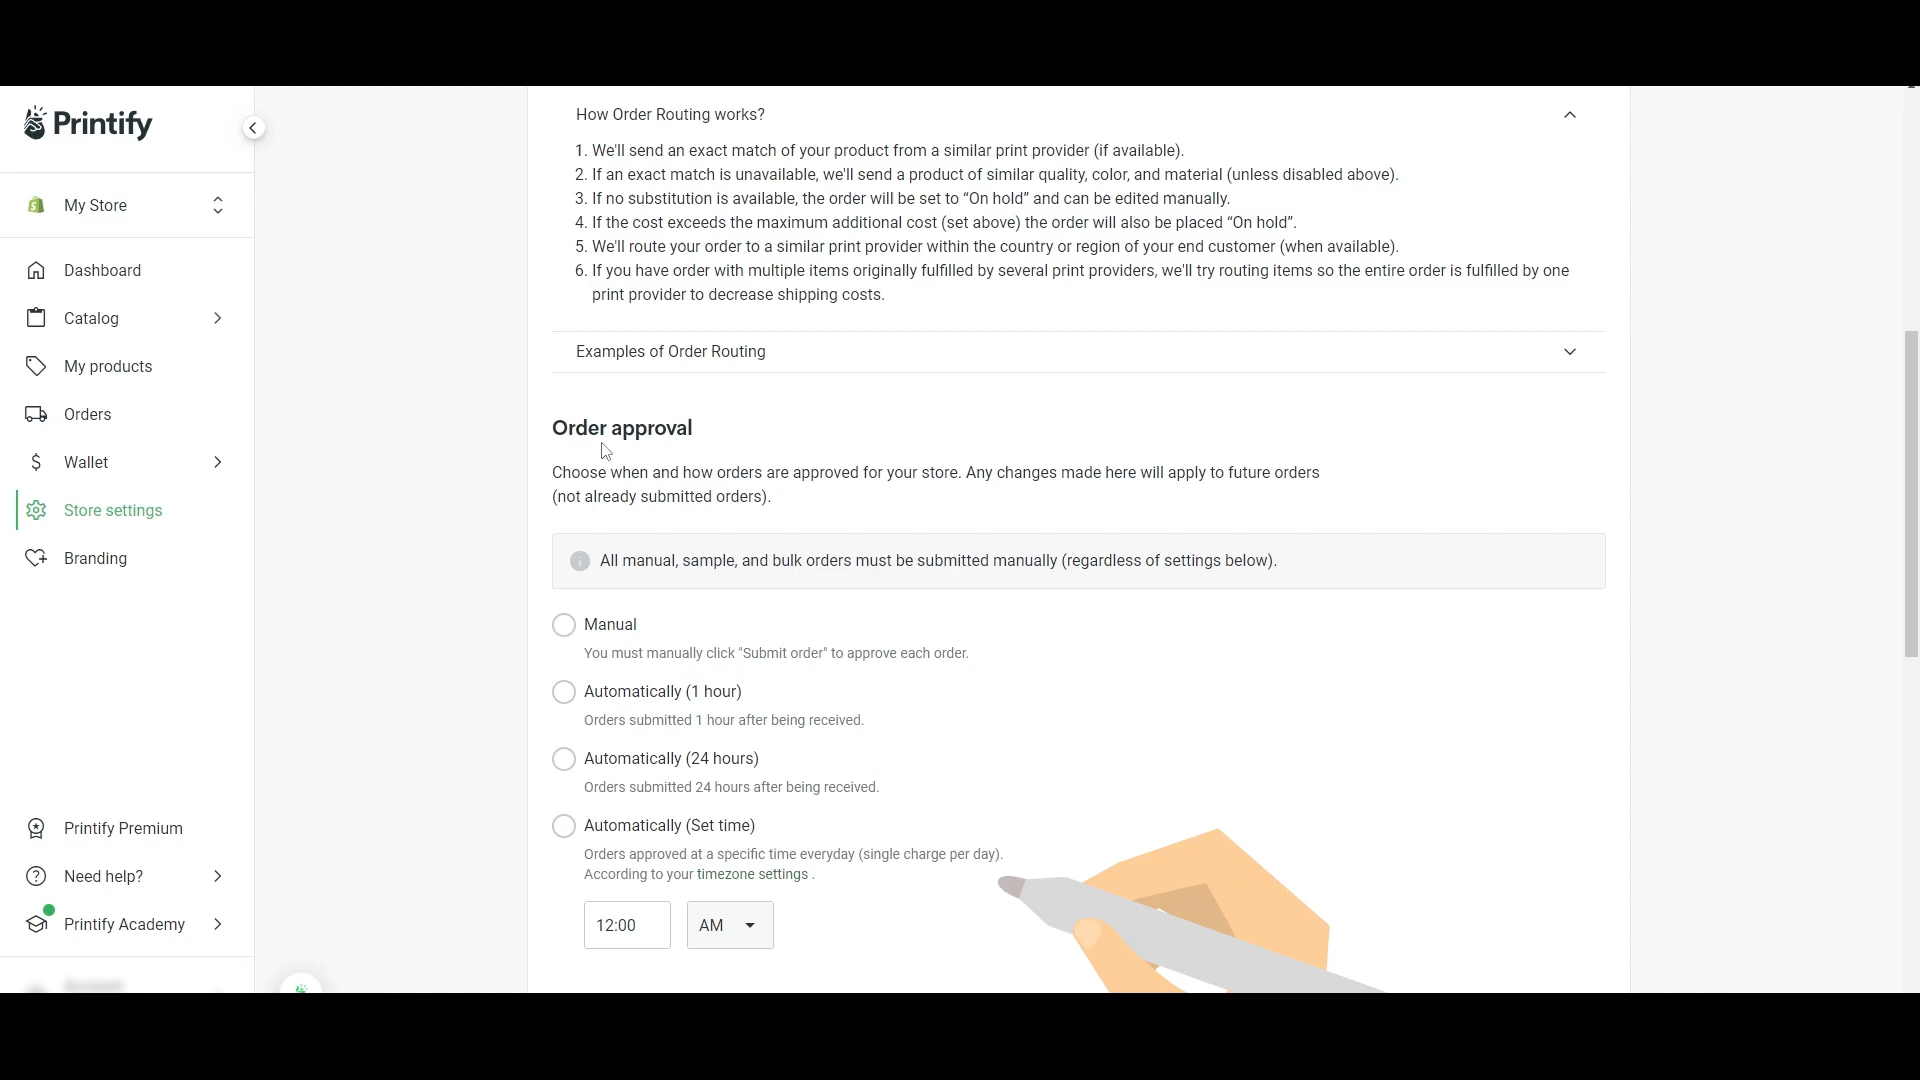 Printify
My Store
Dashboard
Catalog
My products
Orders
Wallet
Store settings
Branding
Printify Premium
Need help?
Printify Academy
How Order Routing works?
1. We'll send an exact match of your product from a similar print provider (if available).
2. If an exact match is unavailable, we'll send a product of similar quality, color, and material (unless disabled above).
3. If no substitution is available, the order will be set to “On hold” and can be edited manually.
4. If the cost exceeds the maximum additional cost (set above) the order will also be placed “On hold”.
5. We'll route your order to a similar print provider within the country or region of your end customer (when available).
6. If you have order with multiple items originally fulfilled by several print providers, we'll try routing items so the entire order is fulfilled by one
print provider to decrease shipping costs.
Examples of Order Routing
Order approval
Choose when and how orders are approved for your store. Any changes made here will apply to future orders
(not already submitted orders).
All manual, sample, and bulk orders must be submitted manually (regardless of settings below).
Manual
You must manually click "Submit order" to approve each order.
Automatically (1 hour)
Orders submitted 1 hour after being received.
Automatically (24 hours)
Orders submitted 24 hours after being received.
Automatically (Set time)
Orders approved at a specific time everyday (single charge per day).
According to your timezone settings .
12:00 AM